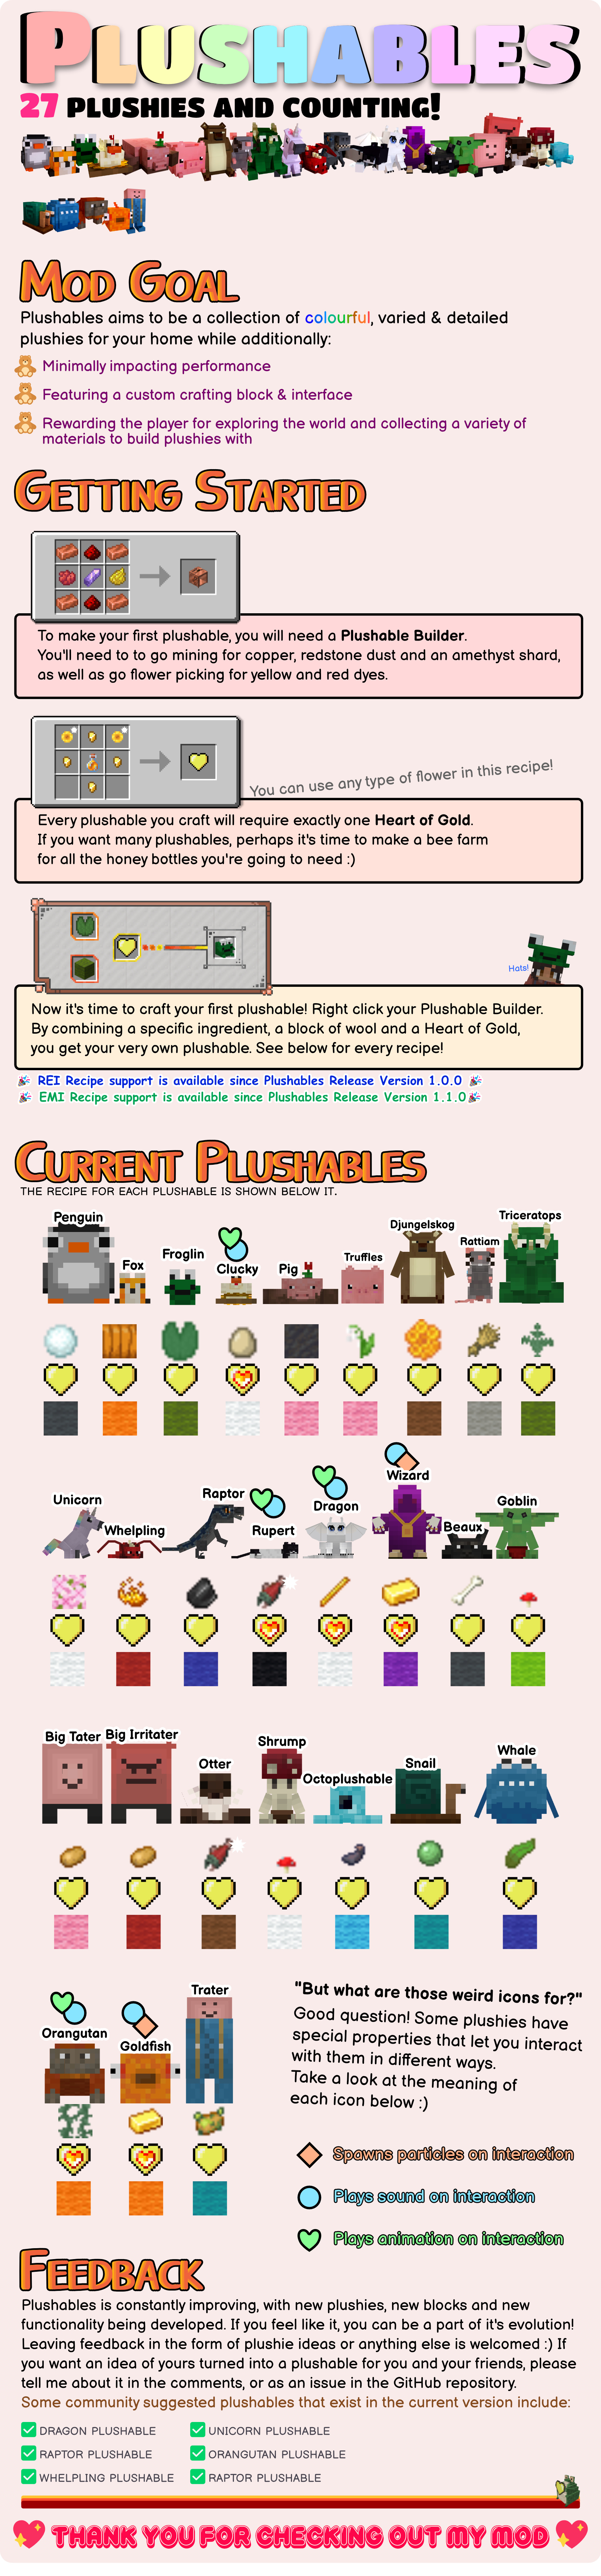 PLUSHABLES
27 PLUSHIES AND COUNTING!
MOD GOAL
Plushables aims to be a collection of colourful, varied & detailed
plushies for your home while additionally:
Minimally impacting performance
Featuring a custom crafting block & interface
Rewarding the player for exploring the world and collecting a variety of
materials to build plushies with
GETTING STARTED
To make your first plushable, you will need a Plushable Builder.
You'll need to to go mining for copper, redstone dust and an amethyst shard,
as well as go flower picking for yellow and red dyes.
You can use any type of flower in this recipe!
Every plushable you craft will require exactly one Heart of Gold.
If you want many plushables, perhaps it's time to make a bee farm
for all the honey bottles you're going to need :)
Hats!
Now it's time to craft your first plushable! Right click your Plushable Builder.
By combining a specific ingredient, a block of wool and a Heart of Gold,
you get your very own plushable. See below for every recipe!
REI Recipe support is available since Plushables Release Version 1.0.0
EMI Recipe support is available since Plushables Release Version 1.1.0
CURRENT PLUSHABLES
THE RECIPE FOR EACH PLUSHABLE IS SHOWN BELOW IT.
Penguin
Fox
Froglin
Clucky
Pig
Truffles
Djungelskog
Rattiam
Triceratops
Unicorn
Whelpling
Raptor
Rupert
Dragon
Wizard
Beaux
Goblin
Big Tater
Big Irritater
Otter
Shrump
Octoplushable
Snail
Whale
Orangutan
Goldfish
Trater
"But what are those weird icons for?"
Good question! Some plushies have
special properties that let you interact
with them in different ways.
Take a look at the meaning of
each icon below :)
Spawns particles on interaction
Plays sound on interaction
Plays animation on interaction
FEEDBACK
Plushables is constantly improving, with new plushies, new blocks and new
functionality being developed. If you feel like it, you can be a part of it's evolution!
Leaving feedback in the form of plushie ideas or anything else is welcomed :) If
you want an idea of yours turned into a plushable for you and your friends, please
tell me about it in the comments, or as an issue in the GitHub repository.
Some community suggested plushables that exist in the current version include:
DRAGON PLUSHABLE
UNICORN PLUSHABLE
RAPTOR PLUSHABLE
ORANGUTAN PLUSHABLE
WHELPLING PLUSHABLE
RAPTOR PLUSHABLE
THANK YOU FOR CHECKING OUT MY MOD